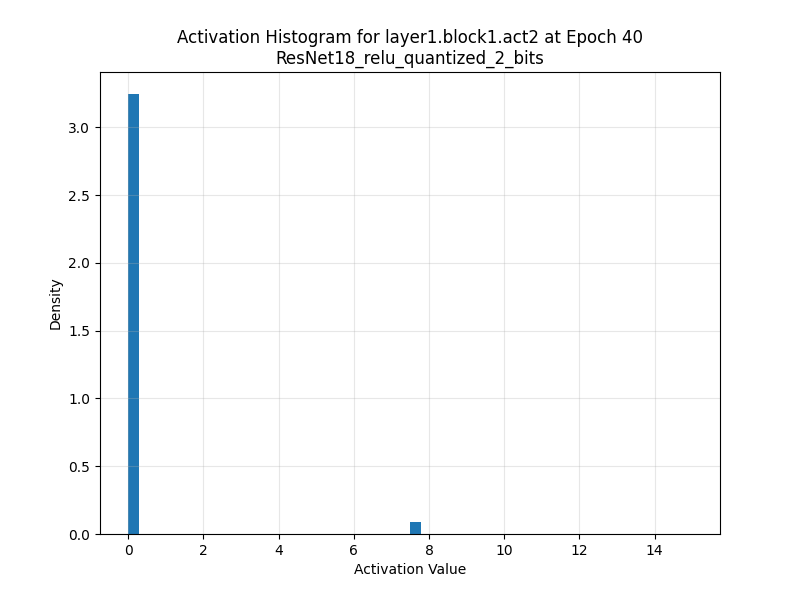 Activation Histogram for layer1.block1.act2 at Epoch 40
ResNet18_relu_quantized_2_bits
3.0
2.5
2.0
1.5
1.0
0.5
0.0
Density
0 2 4 6 8 10 12 14
Activation Value